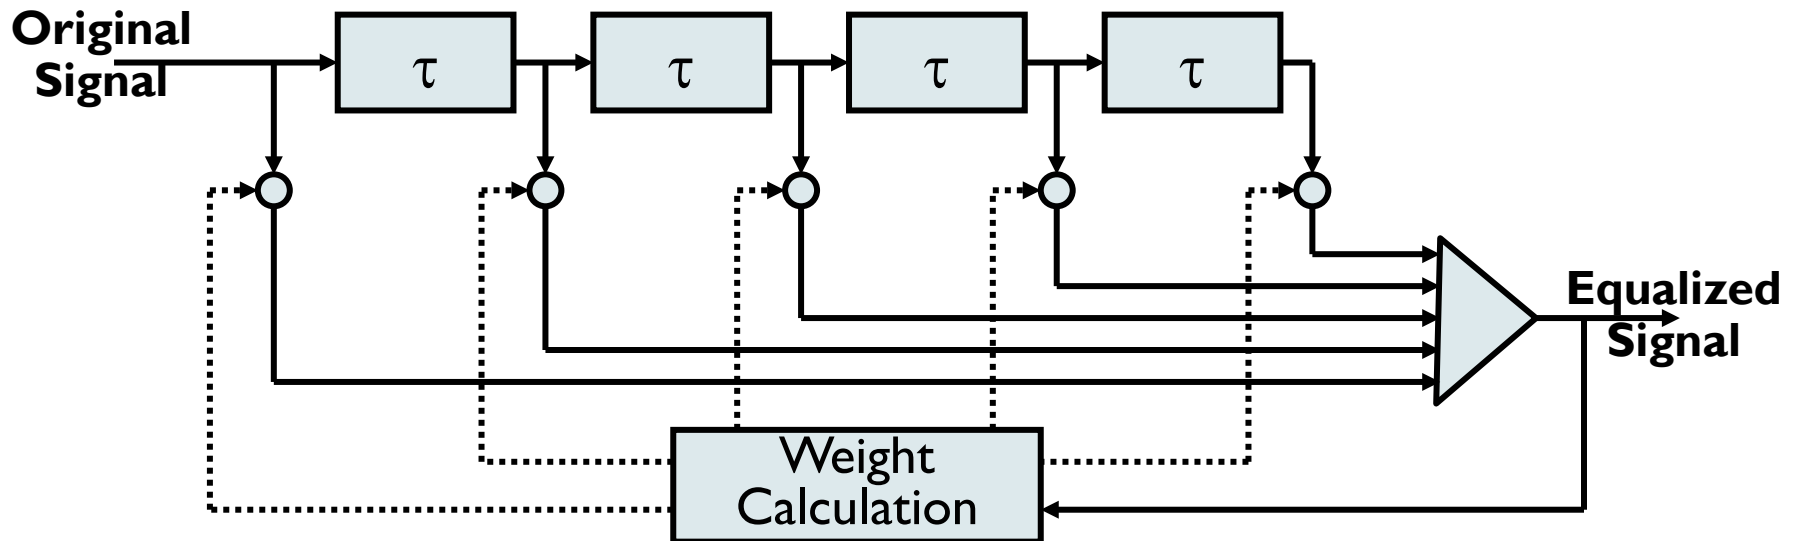 Original
Signal
τ
τ
τ
τ
Equalized
Signal
Weight
Calculation